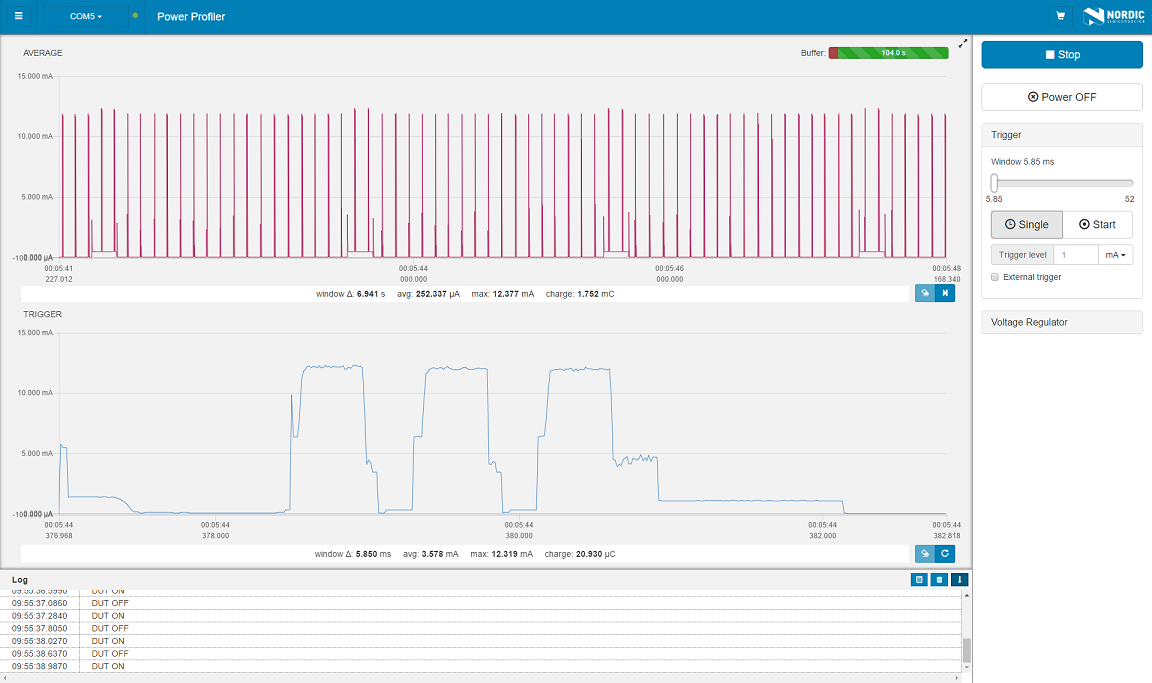 COM5
Power Profiler
NORDIC
SEMICONDUCTOR
AVERAGE
Buffer: 104.0 s
15.000 mA
10.000 mA
5.000 mA
00:05:41 00:05:44 00:05:46 00:05:48
227.012 000.000 000.000 168.340
window Δ: 6.941 s avg: 252.337 µA max: 12.377 mA charge: 1.752 mC
TRIGGER
15.000 mA
10.000 mA
5.000 mA
00:05:44 00:05:44 00:05:44 00:05:44 00:05:44
376.968 378.000 380.000 382.000 382.818
window Δ: 5.850 ms avg: 3.578 mA max: 12.319 mA charge: 20.930 µC
Stop
Power OFF
Trigger
Window 5.85 ms
5.85 52
Single Start
Trigger level 1 mA
External trigger
Voltage Regulator
Log
09:55:36.5990 DUT ON
09:55:37.0860 DUT OFF
09:55:37.2840 DUT ON
09:55:37.8050 DUT OFF
09:55:38.0270 DUT ON
09:55:38.6370 DUT OFF
09:55:38.9870 DUT ON